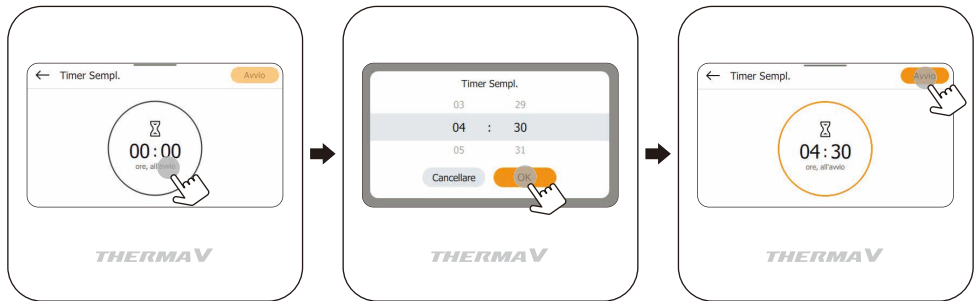 ← Timer Sempl. Avvio
00:00
ore, all'avvio
THERMA V
Timer Sempl.
03 29
04 : 30
05 31
Cancellare OK
THERMA V
← Timer Sempl. Avvio
04:30
ore, all'avvio
THERMA V